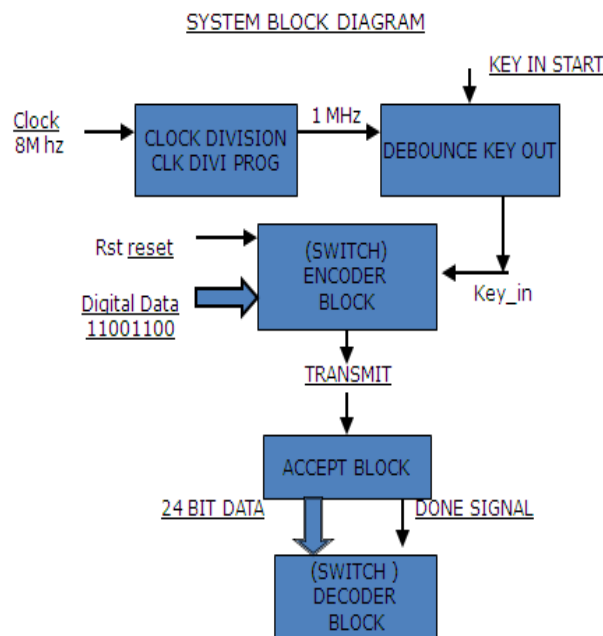 SYSTEM BLOCK DIAGRAM
KEY IN START
Clock
8M hz
CLOCK DIVISION
CLK DIVI PROG
1 MHz
DEBOUNCE KEY OUT
Rst reset
(SWITCH)
ENCODER
BLOCK
Key_in
Digital Data
11001100
TRANSMIT
ACCEPT BLOCK
24 BIT DATA
DONE SIGNAL
(SWITCH )
DECODER
BLOCK